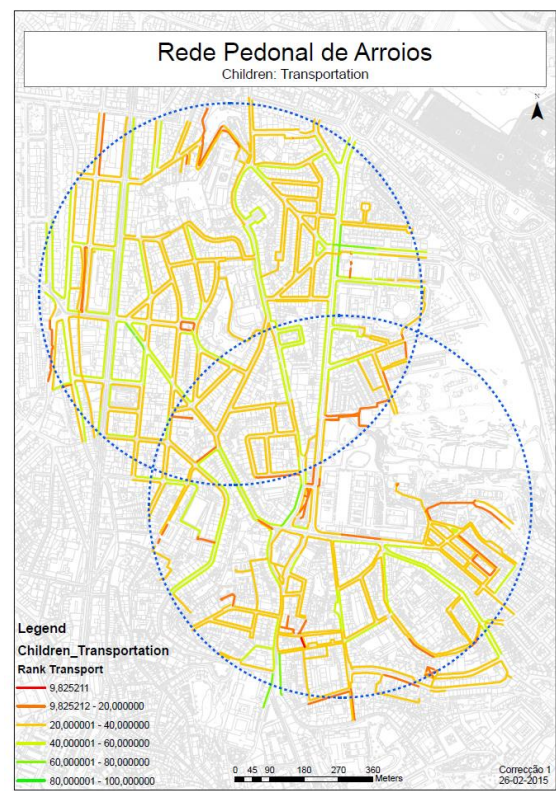 Rede Pedonal de Arroios
Children: Transportation
N
Legend
Children_Transportation
Rank Transport
9,825211
9,825212 - 20,000000
20,000001 - 40,000000
40,000001 - 60,000000
60,000001 - 80,000000
80,000001 - 100,000000
0 45 90 180 270 360
Meters
Correcção 1
26-02-2015